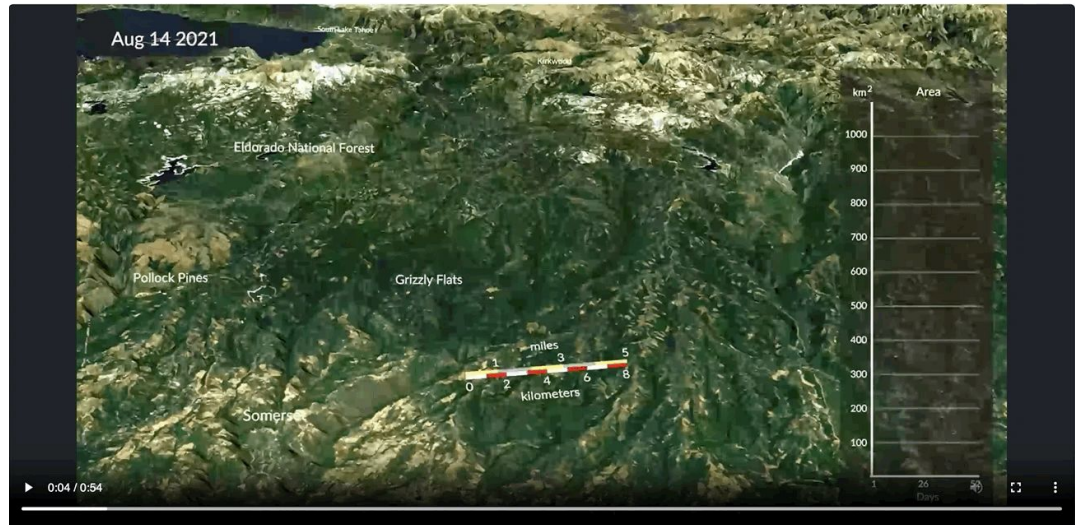 Aug 14 2021
South Lake Tahoe
Kirkwood
km²
Area
1000
Eldorado National Forest
900
800
700
Pollock Pines
Grizzly Flats
600
500
miles
1 3 5
400
0 2 4 6 8
kilometers
300
Somerset
200
100
0:04 / 0:54
1 26
Days